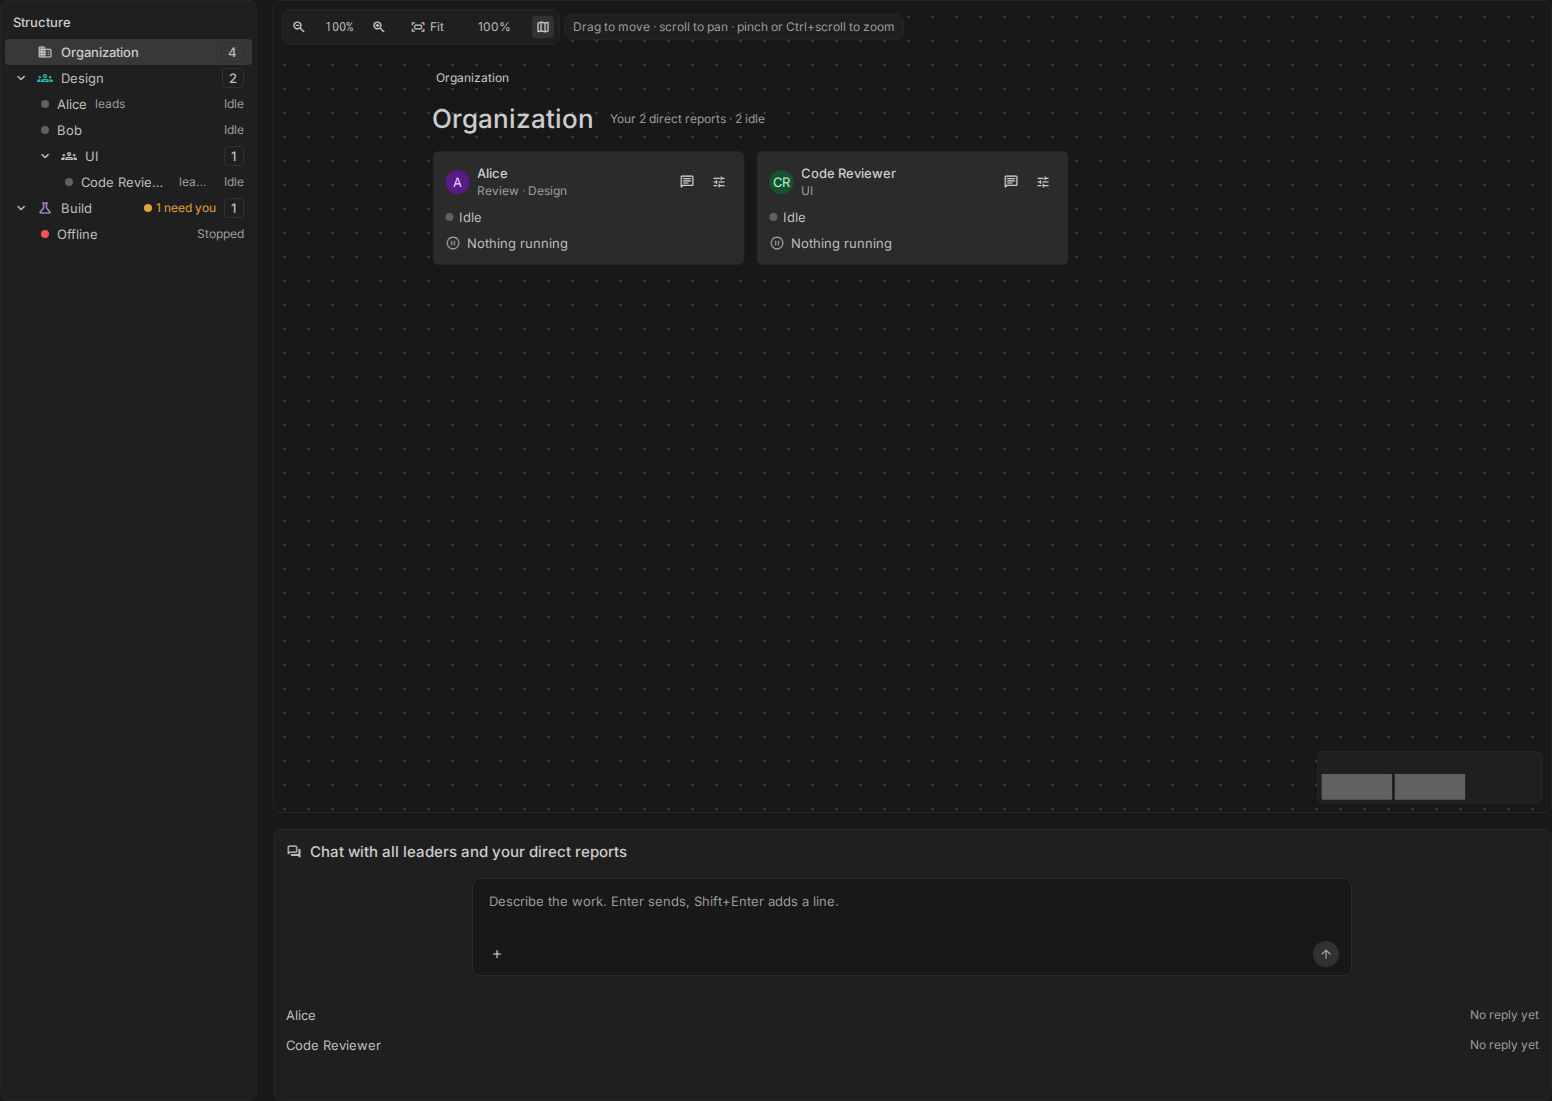 Structure
Organization 4
Design 2
Alice leads Idle
Bob Idle
UI 1
Code Revie... lea... Idle
Build 1 need you 1
Offline Stopped
100% Fit 100% Drag to move · scroll to pan · pinch or Ctrl+scroll to zoom
Organization
Organization Your 2 direct reports · 2 idle
A Alice
Review · Design
Idle
Nothing running
CR Code Reviewer
UI
Idle
Nothing running
Chat with all leaders and your direct reports
Describe the work. Enter sends, Shift+Enter adds a line.
Alice No reply yet
Code Reviewer No reply yet